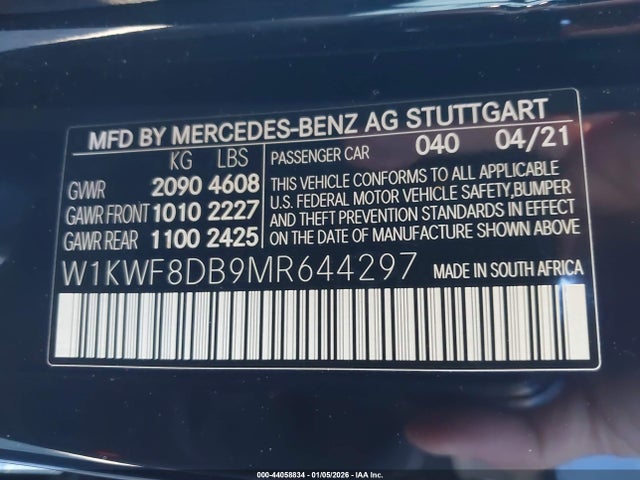 MFD BY MERCEDES-BENZ AG STUTTGART
KG LBS
GVWR 2090 4608
GAWR FRONT 1010 2227
GAWR REAR 1100 2425
PASSENGER CAR 040 04/21
THIS VEHICLE CONFORMS TO ALL APPLICABLE
U.S. FEDERAL MOTOR VEHICLE SAFETY,BUMPER
AND THEFT PREVENTION STANDARDS IN EFFECT
ON THE DATE OF MANUFACTURE SHOWN ABOVE
W1KWF8DB9MR644297 MADE IN SOUTH AFRICA
000-44058834 - 01/05/2026 - IAA Inc.